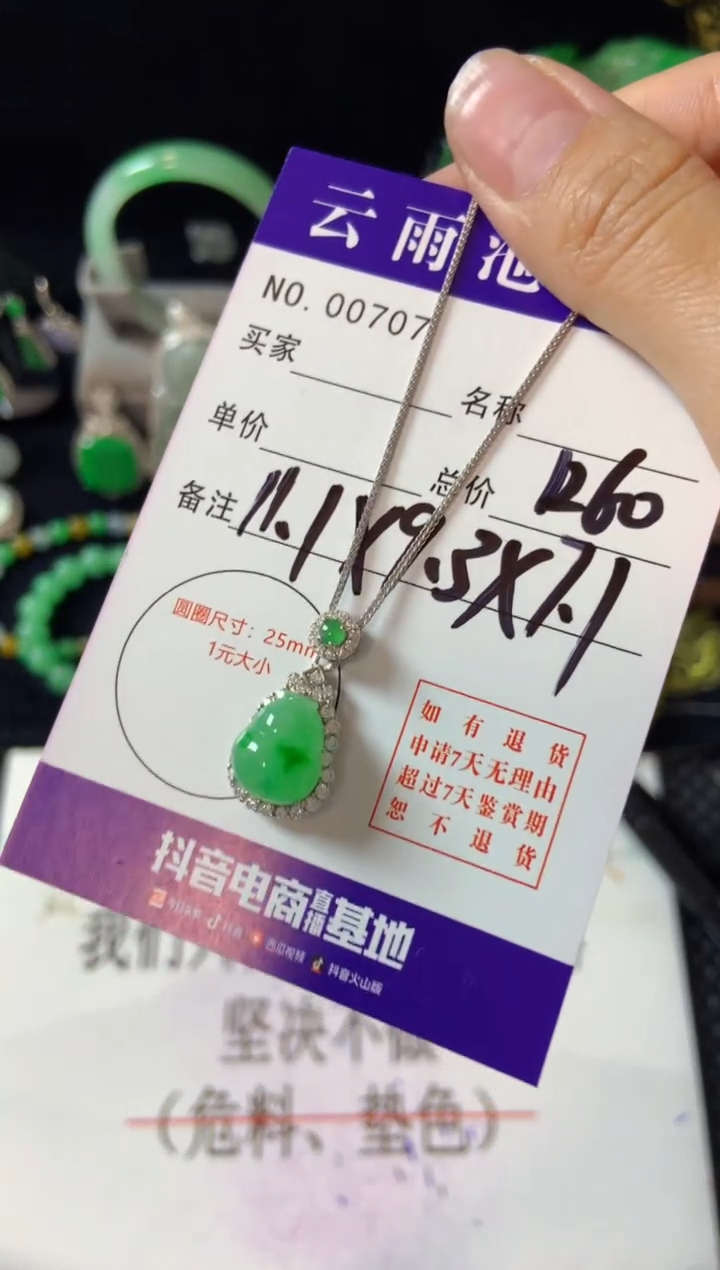 云雨池
NO. 00707
买家
名称
单价
总价 1260
备注 11.1X9.3X7.1
圆圈尺寸：25mm
1元大小
如有退货
申请7天无理由
超过7天鉴赏期
恕不退货
抖音电商直播基地
今日头条 抖音 西瓜视频 抖音火山版
我们
坚决不做
（危料、垫色）